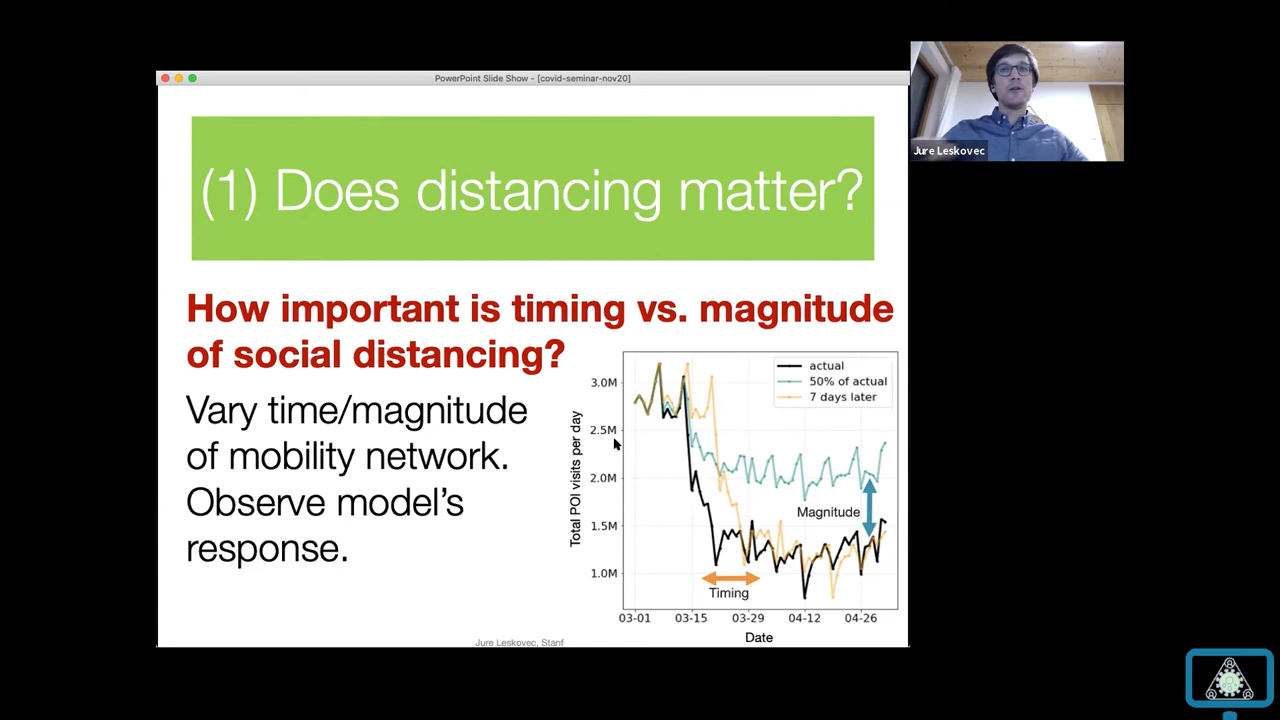 PowerPoint Slide Show - [covid-seminar-nov20]
Jure Leskovec
(1) Does distancing matter?
How important is timing vs. magnitude
of social distancing?
Vary time/magnitude
of mobility network.
Observe model's
response.
actual
50% of actual
7 days later
Total POI visits per day
3.0M
2.5M
2.0M
1.5M
1.0M
Magnitude
Timing
03-01 03-15 03-29 04-12 04-26
Date
Jure Leskovec, Stanf